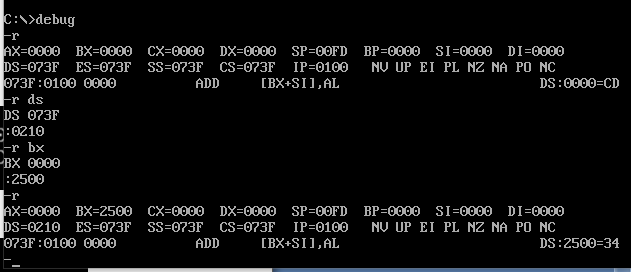 C:\>debug
-r
AX=0000  BX=0000  CX=0000  DX=0000  SP=00FD  BP=0000  SI=0000  DI=0000
DS=073F  ES=073F  SS=073F  CS=073F  IP=0100   NV UP EI PL NZ NA PO NC
073F:0100 0000          ADD     [BX+SI],AL                         DS:0000=CD
-r ds
DS 073F
:0210
-r bx
BX 0000
:2500
-r
AX=0000  BX=2500  CX=0000  DX=0000  SP=00FD  BP=0000  SI=0000  DI=0000
DS=0210  ES=073F  SS=073F  CS=073F  IP=0100   NV UP EI PL NZ NA PO NC
073F:0100 0000          ADD     [BX+SI],AL                         DS:2500=34
-_